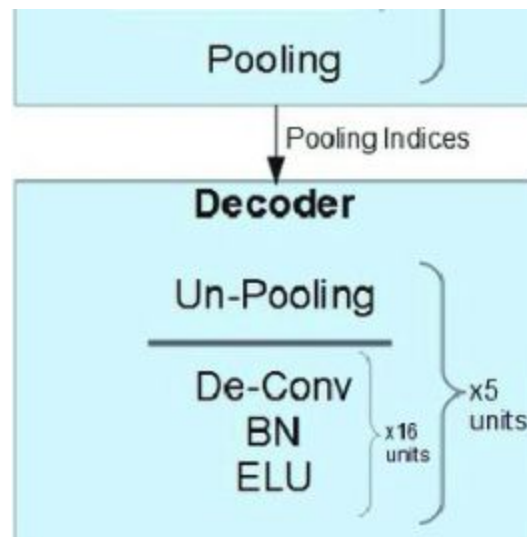 Pooling
Pooling Indices
Decoder
Un-Pooling
De-Conv
BN
ELU
x16
units
x5
units